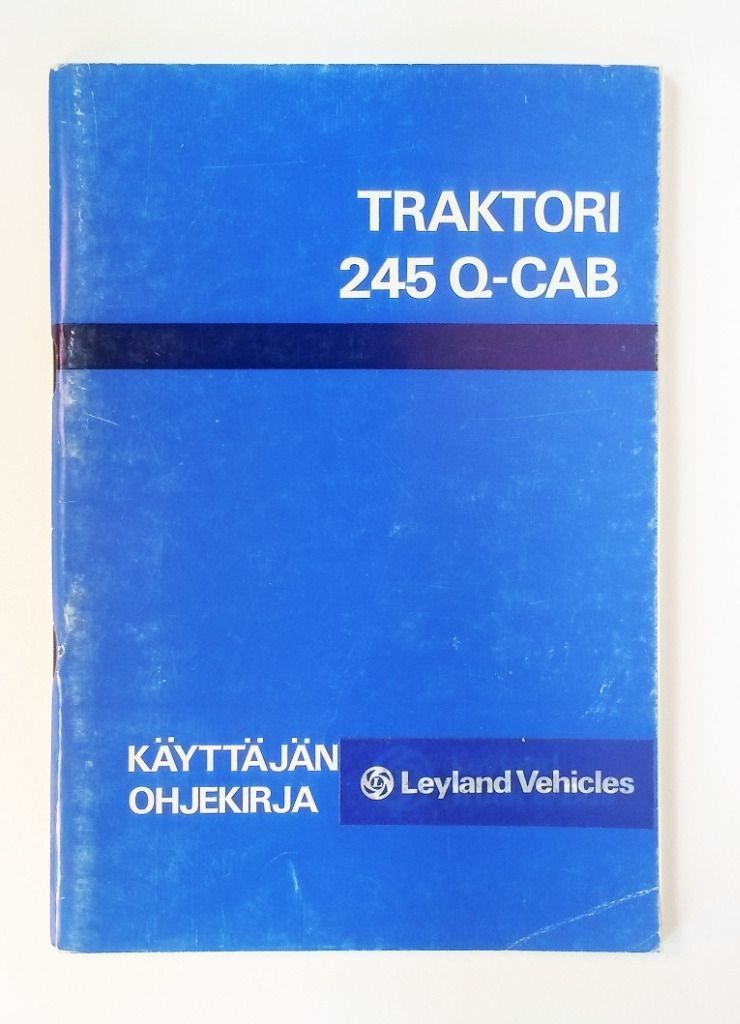 TRAKTORI
245 Q-CAB
KÄYTTÄJÄN
OHJEKIRJA
L Leyland Vehicles